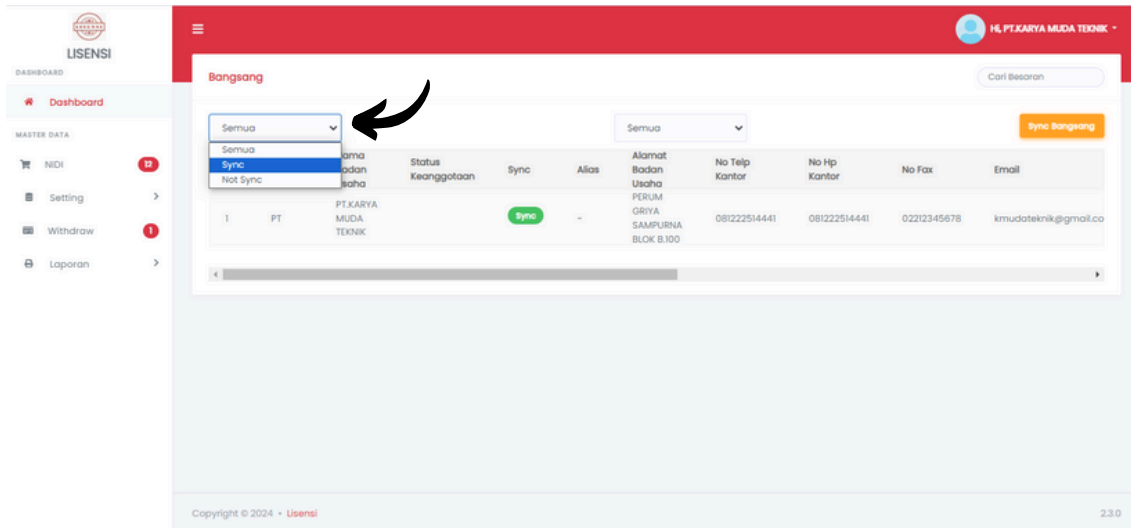 LISENSI
DASHBOARD
Dashboard
MASTER DATA
NIDI 12
Setting
Withdraw 1
Laporan
Hi, PT.KARYA MUDA TEKNIK
Bangsang
Cari Besaran
Semua
Semua
Sync Bangsang
Semua
Sync
Not Sync
Status
Keanggotaan
Sync
Alias
Alamat
Badan
Usaha
No Telp
Kantor
No Hp
Kantor
No Fax
Email
1
PT
PT.KARYA
MUDA
TEKNIK
Sync
-
PERUM
GRIYA
SAMPURNA
BLOK B.100
081222514441
081222514441
02212345678
kmudateknik@gmail.co
Copyright © 2024 • Lisensi
2.3.0